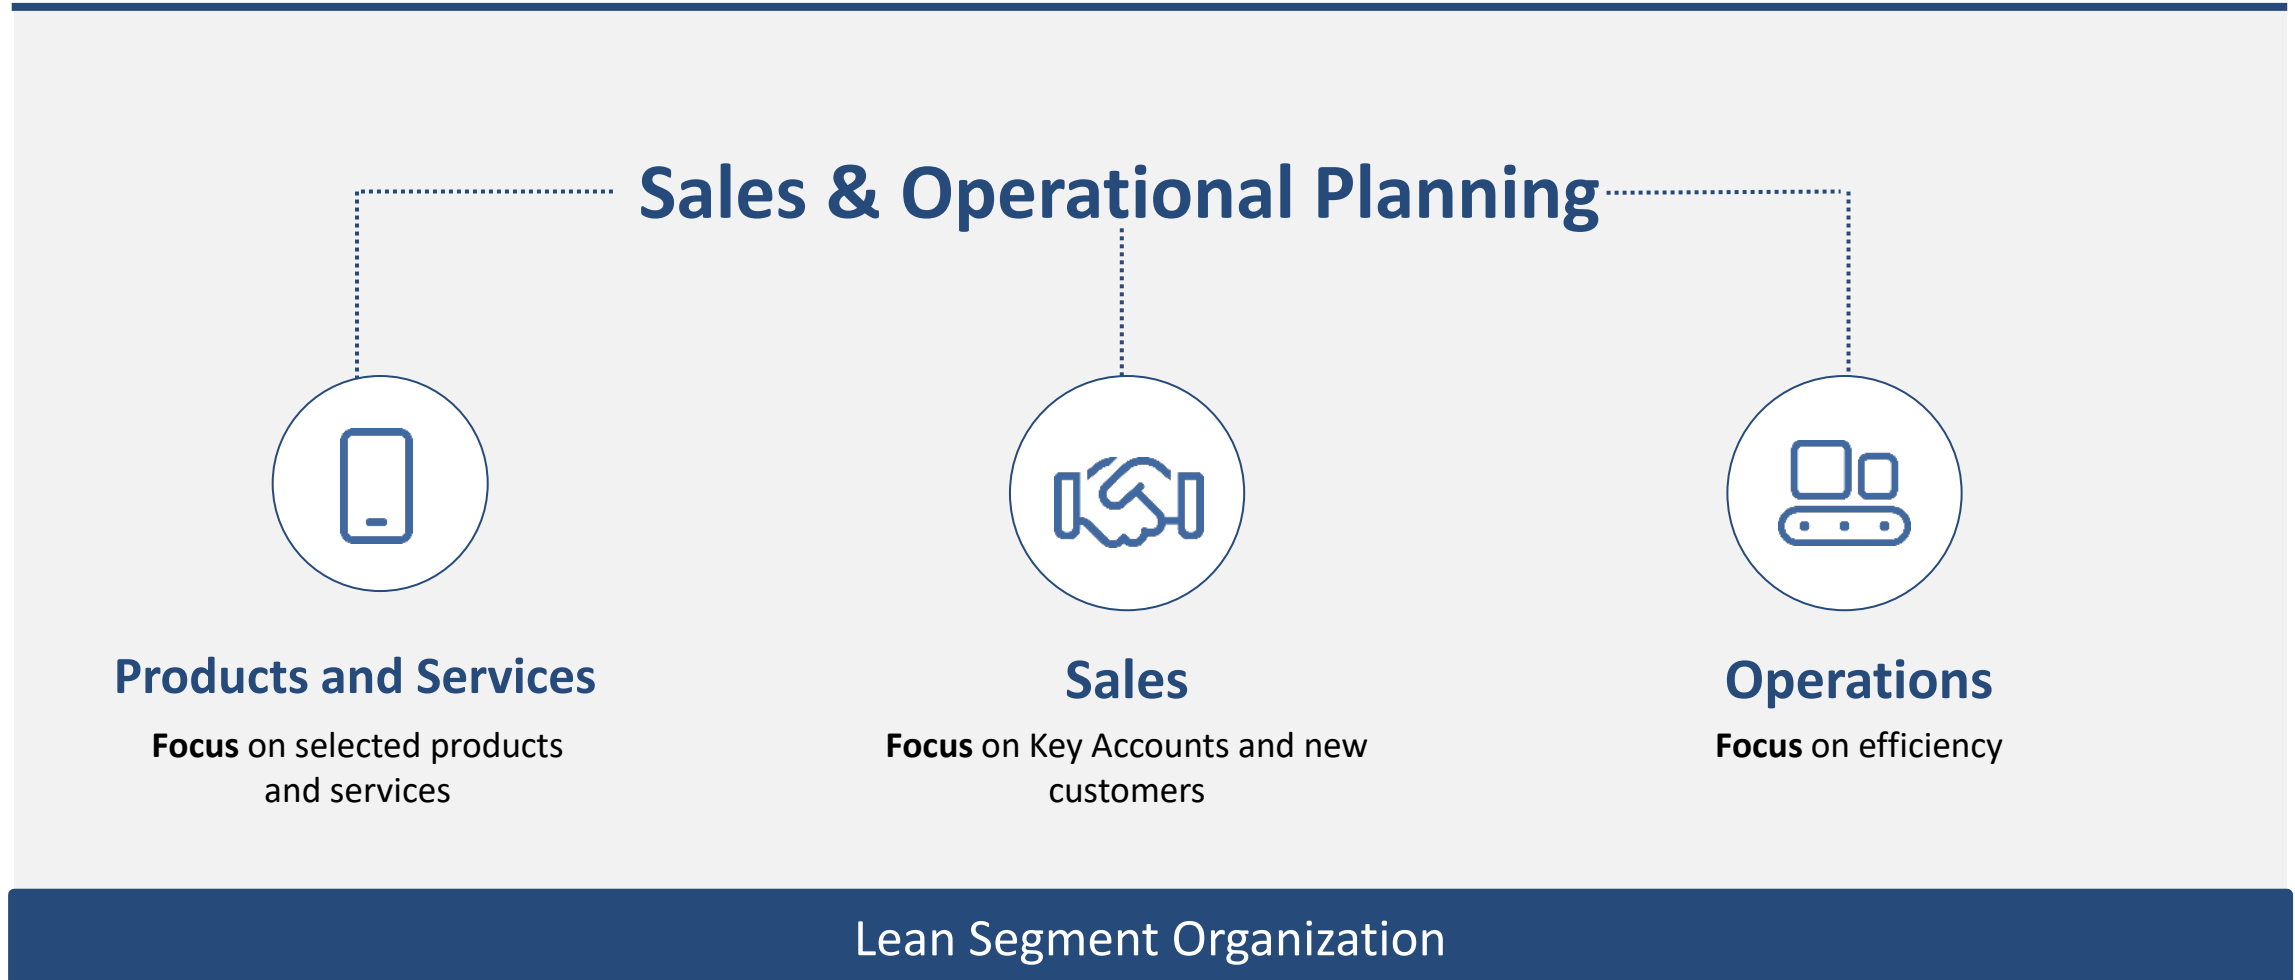 Sales & Operational Planning
Products and Services
Focus on selected products
and services
Sales
Focus on Key Accounts and new
customers
Operations
Focus on efficiency
Lean Segment Organization